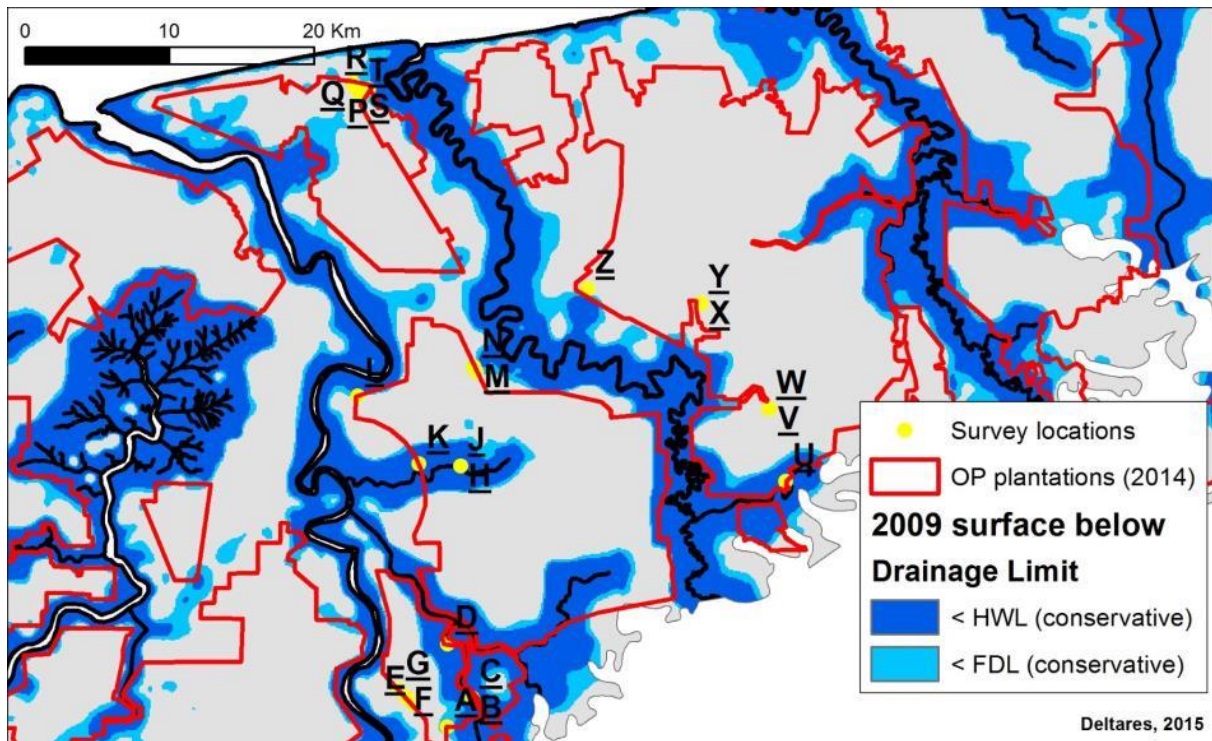 0 10 20 Km
R
T
Q
P S
Z
Y
X
N
M
L
W
V
K J
H
U
D
G
E
F
C
A
B
Survey locations
OP plantations (2014)
2009 surface below
Drainage Limit
< HWL (conservative)
< FDL (conservative)
Deltares, 2015